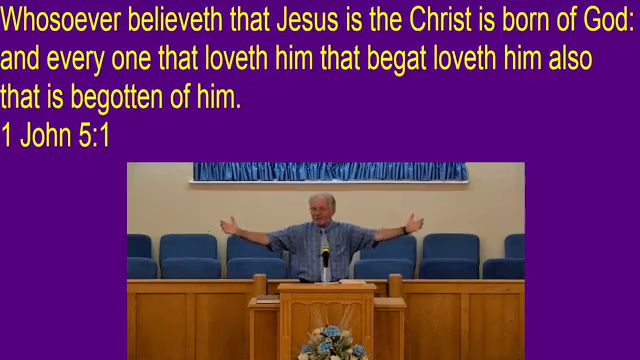 Whosoever believeth that Jesus is the Christ is born of God:
and every one that loveth him that begat loveth him also
that is begotten of him.
1 John 5:1